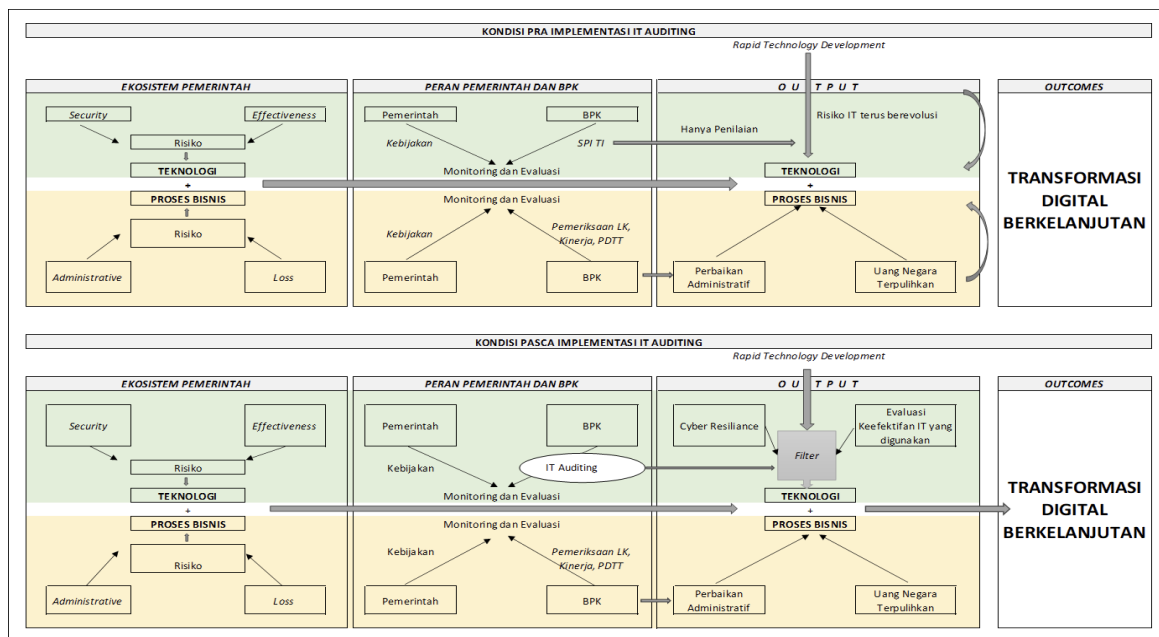 KONDISI PRA IMPLEMENTASI IT AUDITING
Rapid Technology Development
EKOSISTEM PEMERINTAH
PERAN PEMERINTAH DAN BPK
O U T P U T
OUTCOMES
Security
Effectiveness
Risiko
TEKNOLOGI
+
PROSES BISNIS
Risiko
Administrative
Loss
Pemerintah
BPK
Kebijakan
SPI TI
Monitoring dan Evaluasi
Monitoring dan Evaluasi
Kebijakan
Pemeriksaan LK,
Kinerja, PDTT
Pemerintah
BPK
Hanya Penilaian
Risiko IT terus berevolusi
TEKNOLOGI
+
PROSES BISNIS
Perbaikan
Administratif
Uang Negara
Terpulihkan
TRANSFORMASI
DIGITAL
BERKELANJUTAN
KONDISI PASCA IMPLEMENTASI IT AUDITING
Rapid Technology Development
EKOSISTEM PEMERINTAH
PERAN PEMERINTAH DAN BPK
O U T P U T
OUTCOMES
Security
Effectiveness
Risiko
TEKNOLOGI
+
PROSES BISNIS
Risiko
Administrative
Loss
Pemerintah
BPK
Kebijakan
IT Auditing
Monitoring dan Evaluasi
Monitoring dan Evaluasi
Kebijakan
Pemeriksaan LK,
Kinerja, PDTT
Pemerintah
BPK
Cyber Resiliance
Evaluasi
Keefektifan IT yang
digunakan
Filter
TEKNOLOGI
+
PROSES BISNIS
Perbaikan
Administratif
Uang Negara
Terpulihkan
TRANSFORMASI
DIGITAL
BERKELANJUTAN